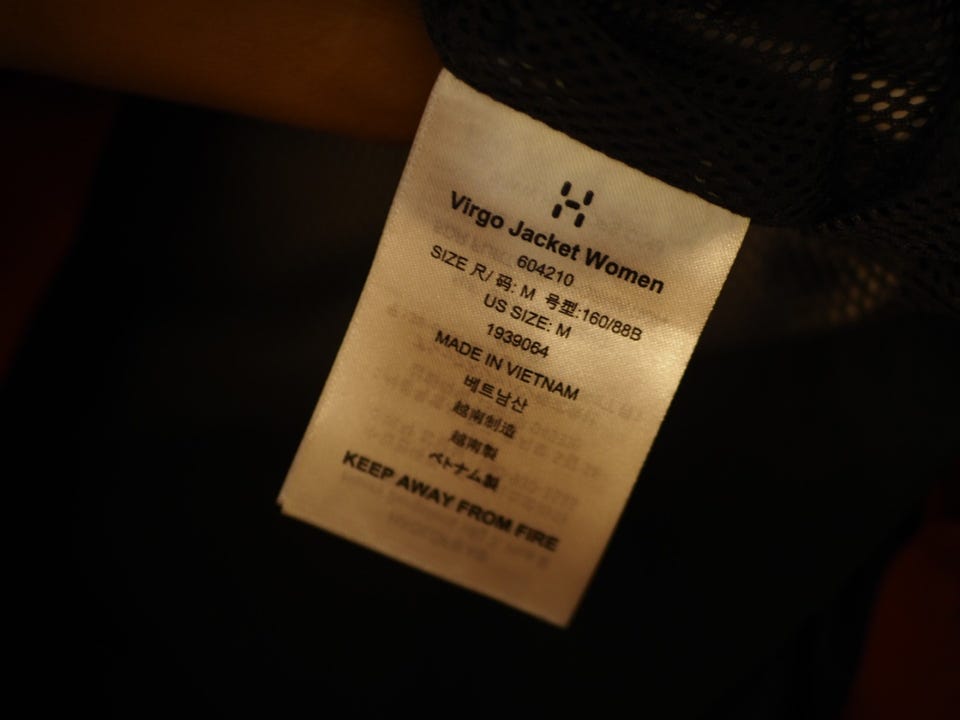 Virgo Jacket Women
604210
SIZE 尺/ 码: M 号型:160/88B
US SIZE: M
1939064
MADE IN VIETNAM
베트남산
越南制造
越南製
ベトナム製
KEEP AWAY FROM FIRE